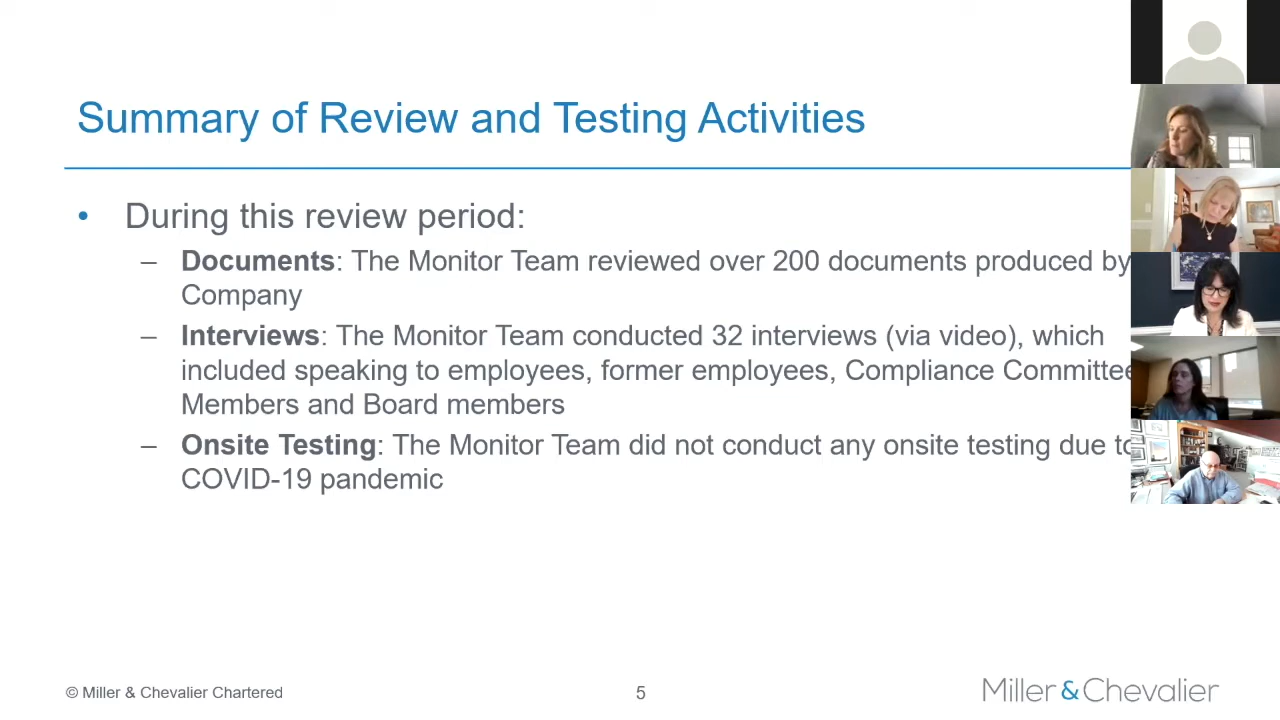 Summary of Review and Testing Activities
• During this review period:
– Documents: The Monitor Team reviewed over 200 documents produced by
Company
– Interviews: The Monitor Team conducted 32 interviews (via video), which
included speaking to employees, former employees, Compliance Committee
Members and Board members
– Onsite Testing: The Monitor Team did not conduct any onsite testing due to
COVID-19 pandemic
© Miller & Chevalier Chartered
5
Miller&Chevalier